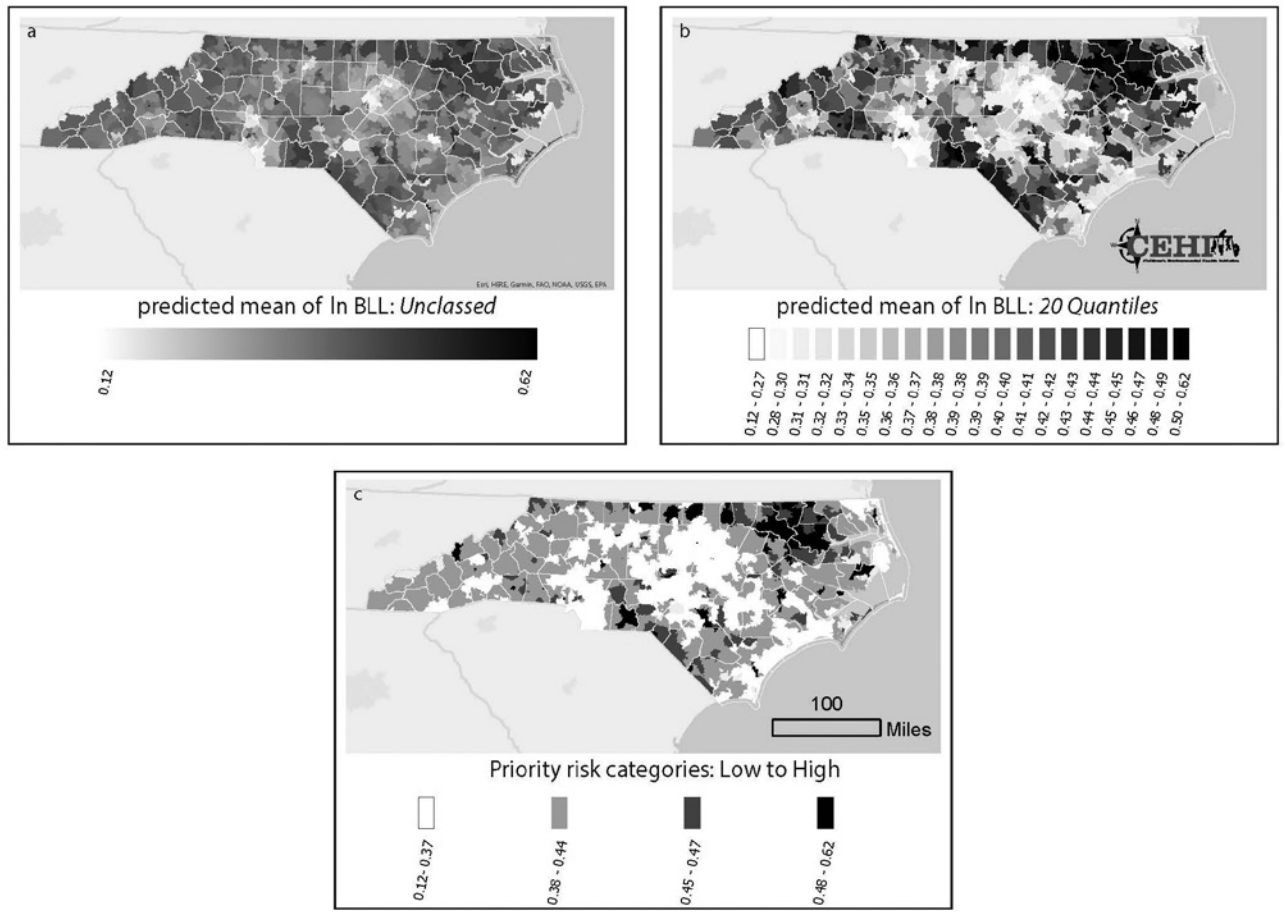 a
Esri, HERE, Garmin, FAO, NOAA, USGS, EPA
predicted mean of ln BLL: Unclassed
0.12
0.62
b
CEHI
Children's Environmental Health Initiative
predicted mean of ln BLL: 20 Quantiles
0.12 - 0.27
0.28 - 0.30
0.31 - 0.31
0.32 - 0.32
0.33 - 0.34
0.35 - 0.35
0.36 - 0.36
0.37 - 0.37
0.38 - 0.38
0.39 - 0.38
0.39 - 0.39
0.40 - 0.40
0.41 - 0.41
0.42 - 0.42
0.43 - 0.43
0.44 - 0.44
0.45 - 0.45
0.46 - 0.47
0.48 - 0.49
0.50 - 0.62
c
100
Miles
Priority risk categories: Low to High
0.12 - 0.37
0.38 - 0.44
0.45 - 0.47
0.48 - 0.62